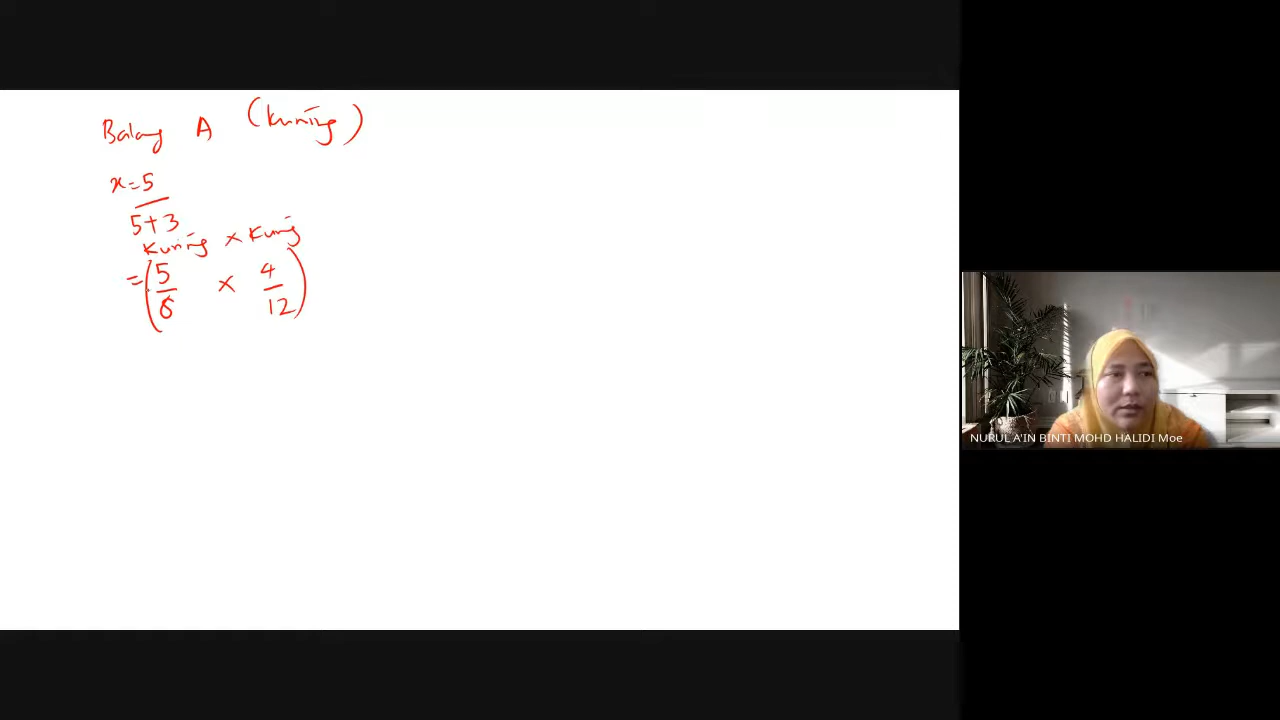 Balang A (Kuning)
x = 5
5+3
Kuning × Kuning
= (5/8 × 4/12)
NURUL A'IN BINTI MOHD HALIDI Moe